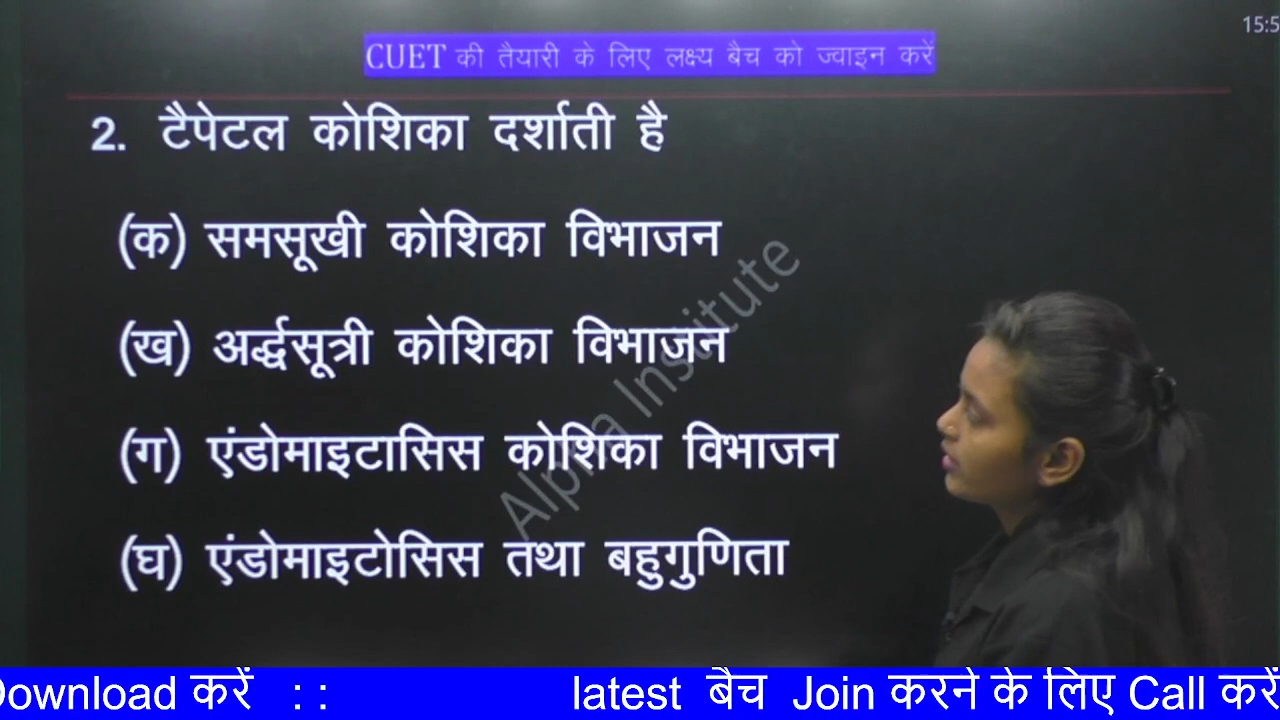 15:5
CUET की तैयारी के लिए लक्ष्य बैच को ज्वाइन करें
2. टैपेटल कोशिका दर्शाती है
(क) समसूखी कोशिका विभाजन
(ख) अर्द्धसूत्री कोशिका विभाजन
(ग) एंडोमाइटासिस कोशिका विभाजन
(घ) एंडोमाइटोसिस तथा बहुगुणिता
Alpha Institute
Download करें : : latest बैच Join करने के लिए Call करें